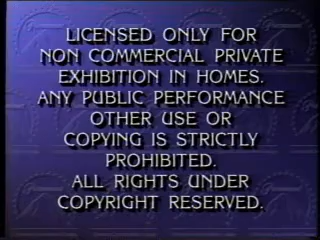 LICENSED ONLY FOR
NON COMMERCIAL PRIVATE
EXHIBITION IN HOMES.
ANY PUBLIC PERFORMANCE
OTHER USE OR
COPYING IS STRICTLY
PROHIBITED.
ALL RIGHTS UNDER
COPYRIGHT RESERVED.